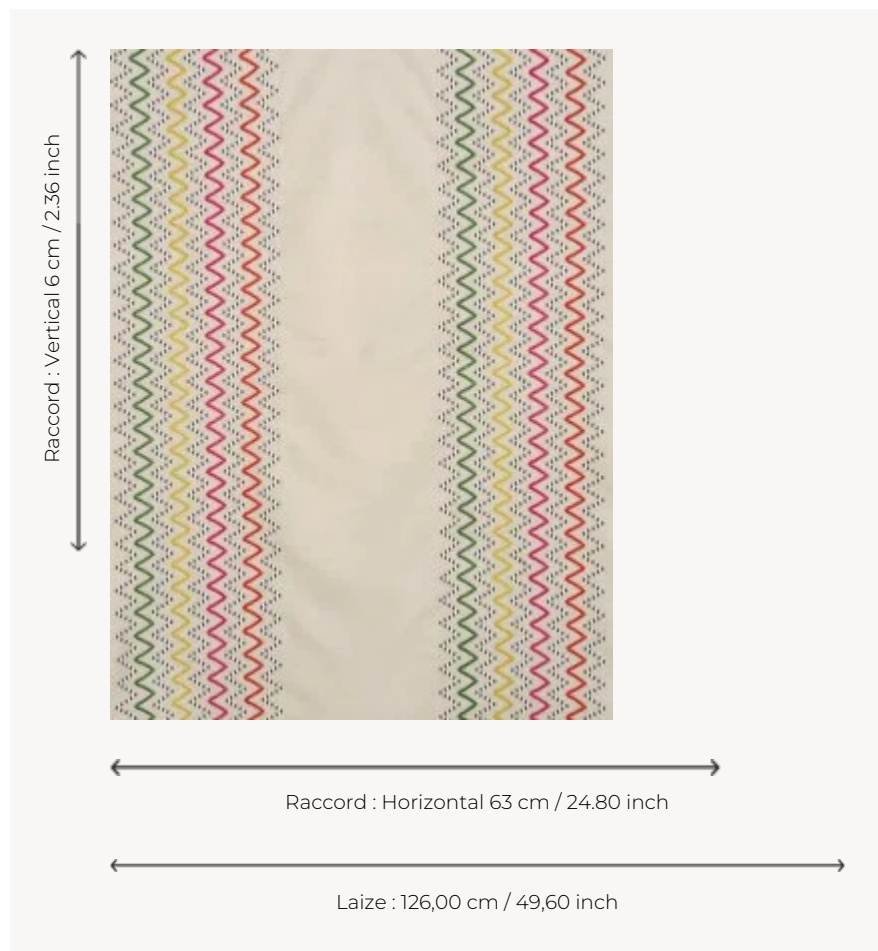 Raccord : Vertical 6 cm / 2.36 inch
Raccord : Horizontal 63 cm / 24.80 inch
Laize : 126,00 cm / 49,60 inch